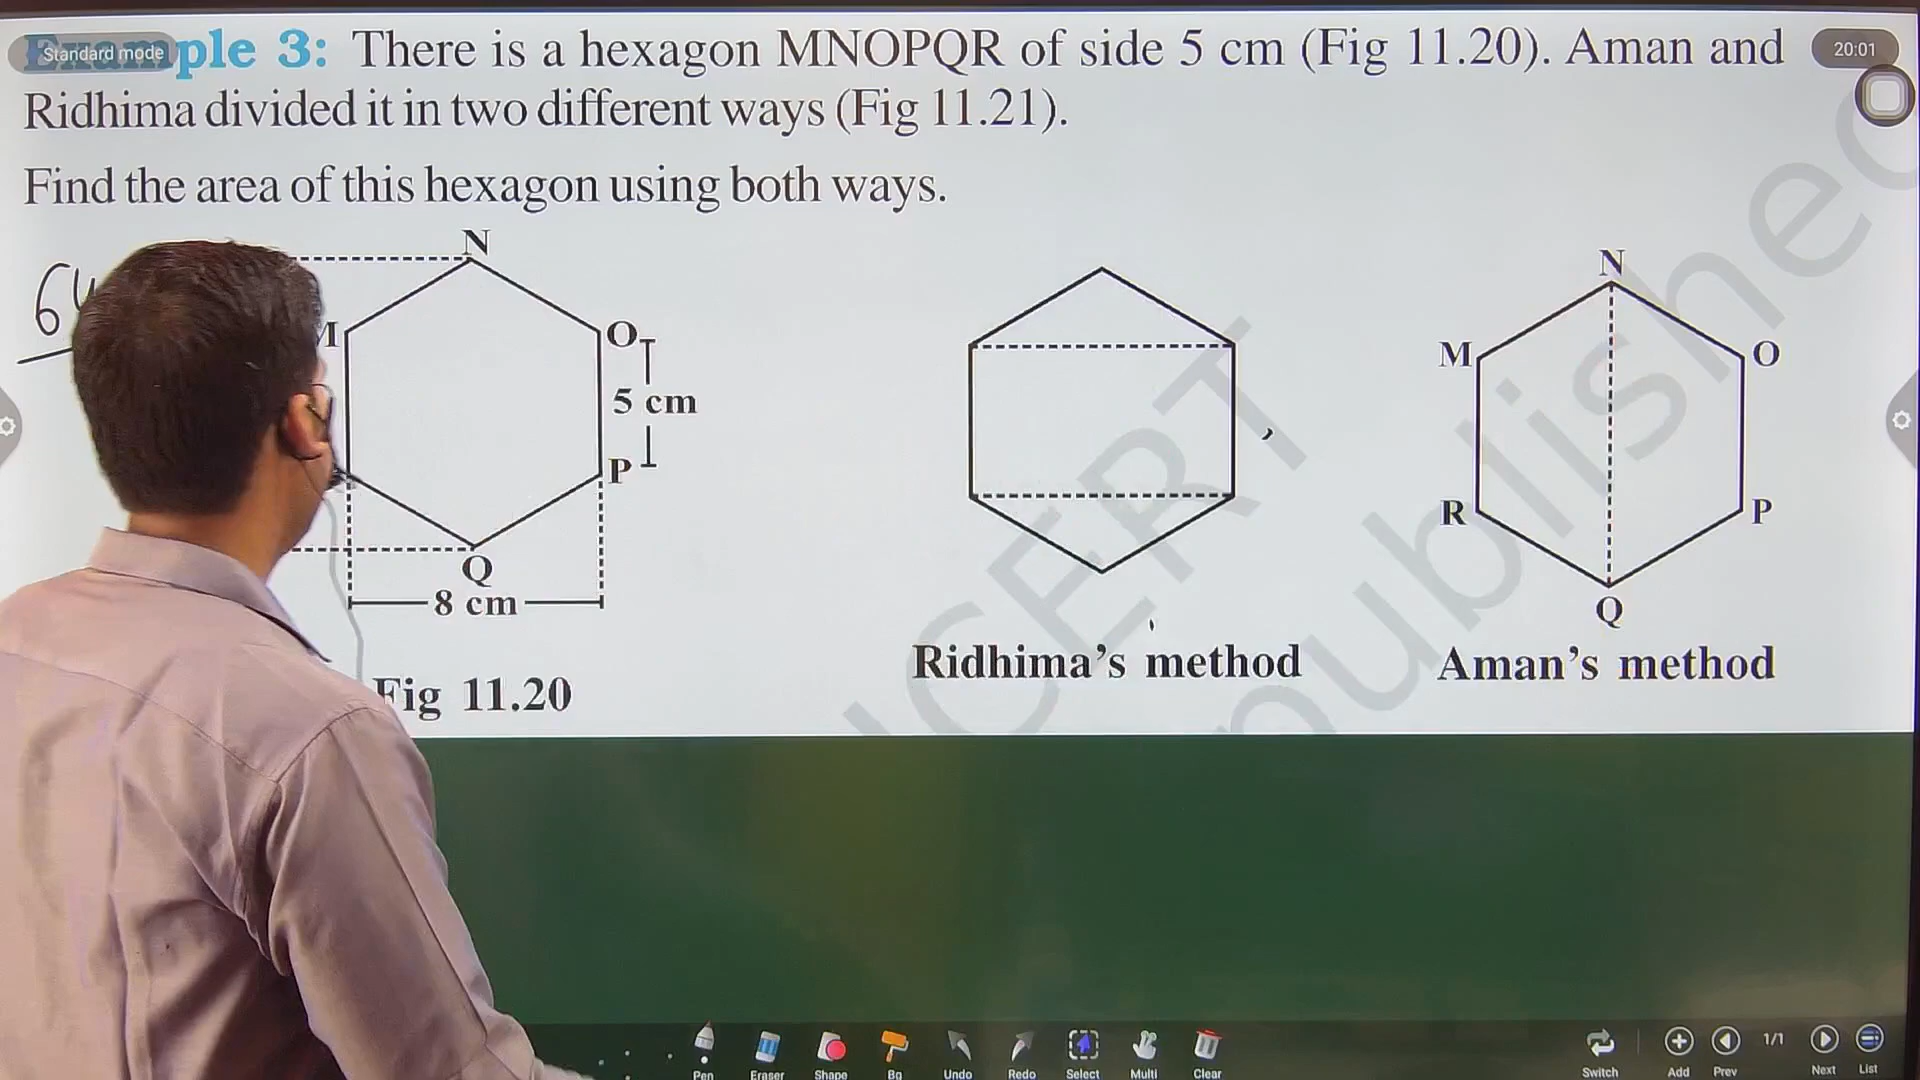 Standard mode
ple 3: There is a hexagon MNOPQR of side 5 cm (Fig 11.20). Aman and
20:01
Ridhima divided it in two different ways (Fig 11.21).
Find the area of this hexagon using both ways.
N
O
5 cm
P
Q
8 cm
Fig 11.20
Ridhima's method
N
M
O
R
P
Q
Aman's method
NCERT
published
Pen
Eraser
Shape
Bg
Undo
Redo
Select
Multi
Clear
Switch
Add
Prev
1/1
Next
List